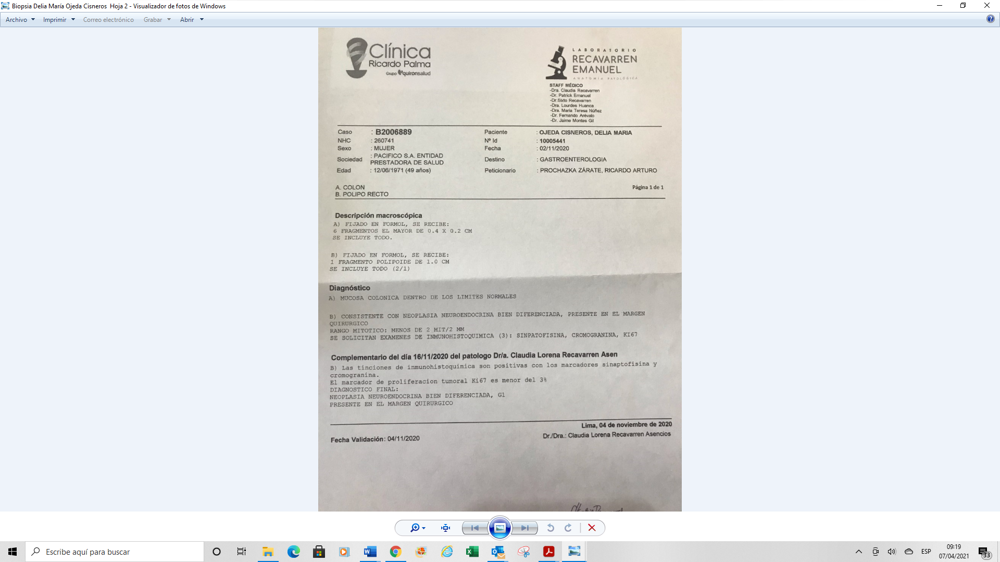 Biopsia Delia María Ojeda Cisneros Hoja 2 - Visualizador de fotos de Windows
Archivo Imprimir Correo electrónico Grabar Abrir
Clínica
Ricardo Palma
Grupo quironsalud
LABORATORIO
RECAVARREN
EMANUEL
ANATOMÍA PATOLÓGICA
STAFF MÉDICO
-Dra. Claudia Recavarren
-Dr. Patrick Emanuel
-Dr.Sixto Recavarren
-Dra. Lourdes Huanca
-Dra. Maria Teresa Núñez
-Dr. Fernando Arévalo
-Dr. Jaime Montes Gil
Caso : B2006889 Paciente : OJEDA CISNEROS, DELIA MARIA
NHC : 260741 Nº Id : 10005441
Sexo : MUJER Fecha : 02/11/2020
Sociedad : PACIFICO S.A. ENTIDAD PRESTADORA DE SALUD Destino : GASTROENTEROLOGIA
Edad : 12/06/1971 (49 años) Peticionario : PROCHAZKA ZÁRATE, RICARDO ARTURO
A. COLON Página 1 de 1
B. POLIPO RECTO
Descripción macroscópica
A) FIJADO EN FORMOL, SE RECIBE:
6 FRAGMENTOS EL MAYOR DE 0.4 X 0.2 CM
SE INCLUYE TODO.
B) FIJADO EN FORMOL, SE RECIBE:
1 FRAGMENTO POLIPOIDE DE 1.0 CM
SE INCLUYE TODO (2/1)
Diagnóstico
A) MUCOSA COLONICA DENTRO DE LOS LIMITES NORMALES
B) CONSISTENTE CON NEOPLASIA NEUROENDOCRINA BIEN DIFERENCIADA, PRESENTE EN EL MARGEN
QUIRURGICO
RANGO MITOTICO: MENOS DE 2 MIT/2 MM
SE SOLICITAN EXAMENES DE INMUNOHISTOQUIMICA (3): SINPATOFISINA, CROMOGRANINA, KI67
Complementario del día 16/11/2020 del patologo Dr/a. Claudia Lorena Recavarren Asen
B) Las tinciones de inmunohistoquimica son positivas con los marcadores sinaptofisina y
cromogranina.
El marcador de proliferacion tumoral Ki67 es menor del 3%
DIAGNOSTICO FINAL:
NEOPLASIA NEUROENDOCRINA BIEN DIFERENCIADA, G1
PRESENTE EN EL MARGEN QUIRURGICO
Lima, 04 de noviembre de 2020
Fecha Validación: 04/11/2020 Dr./Dra.: Claudia Lorena Recavarren Asencios
Escribe aquí para buscar
ESP
09:19
07/04/2021
33